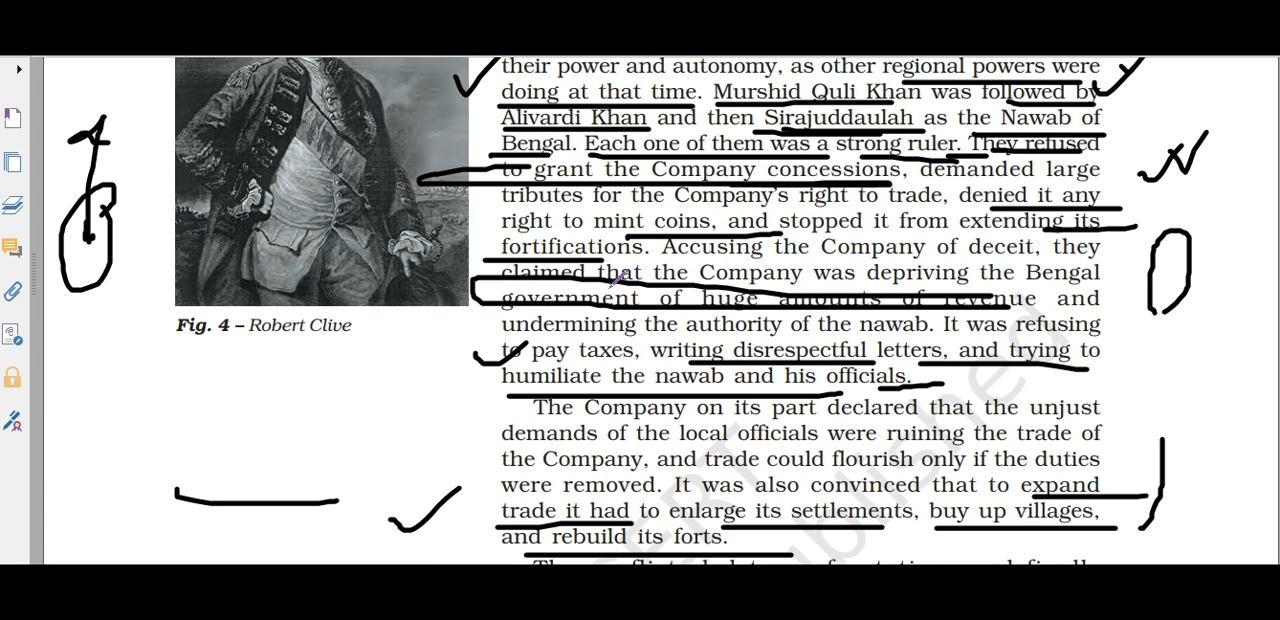 their power and autonomy, as other regional powers were
doing at that time. Murshid Quli Khan was followed by
Alivardi Khan and then Sirajuddaulah as the Nawab of
Bengal. Each one of them was a strong ruler. They refused
to grant the Company concessions, demanded large
tributes for the Company's right to trade, denied it any
right to mint coins, and stopped it from extending its
fortifications. Accusing the Company of deceit, they
claimed that the Company was depriving the Bengal
government of huge amounts of revenue and
undermining the authority of the nawab. It was refusing
to pay taxes, writing disrespectful letters, and trying to
humiliate the nawab and his officials.
Fig. 4 – Robert Clive
The Company on its part declared that the unjust
demands of the local officials were ruining the trade of
the Company, and trade could flourish only if the duties
were removed. It was also convinced that to expand
trade it had to enlarge its settlements, buy up villages,
and rebuild its forts.